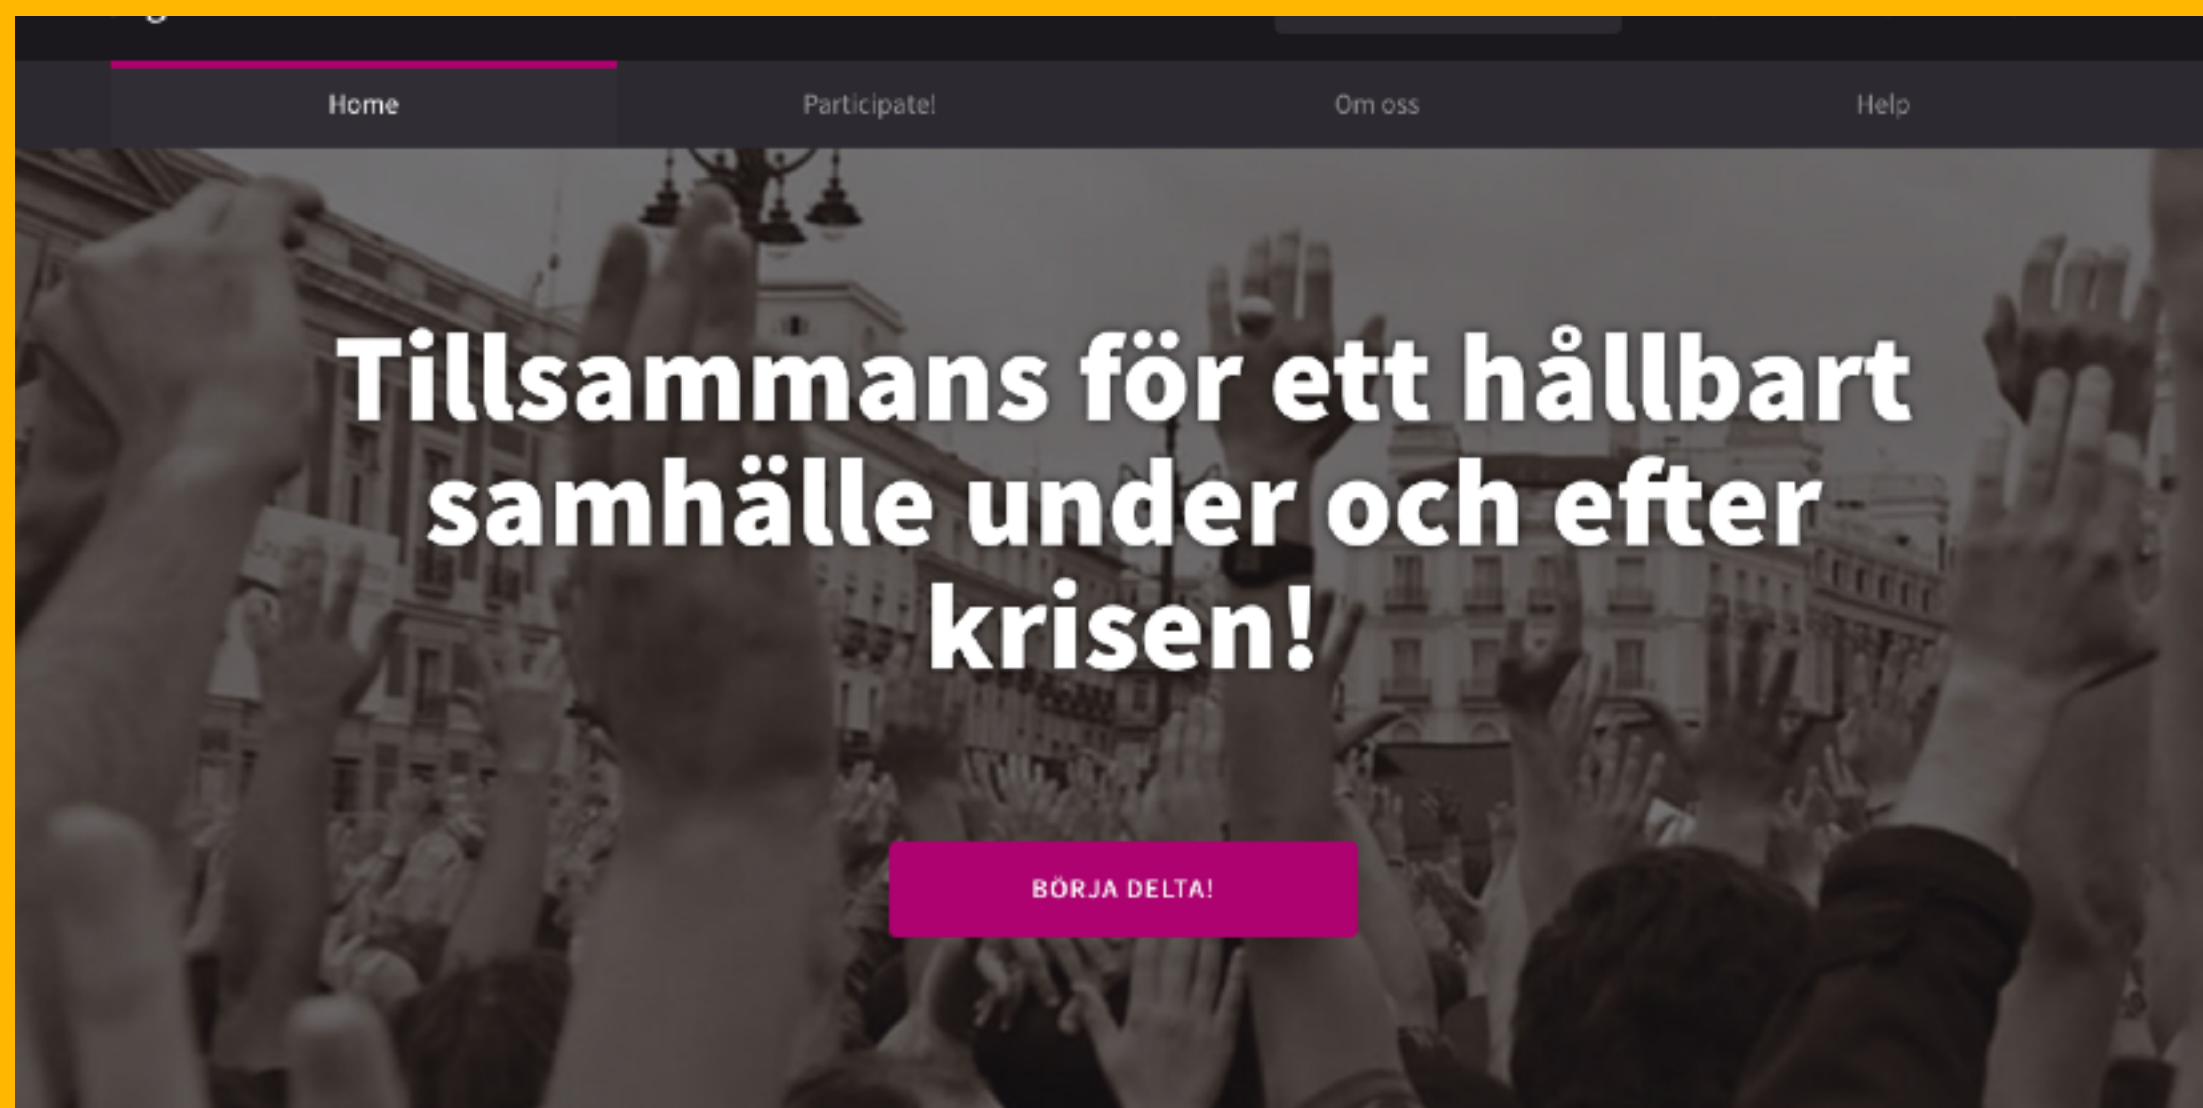 Home
Participate!
Om oss
Help
Tillsammans för ett hållbart
samhälle under och efter
krisen!
BÖRJA DELTA!